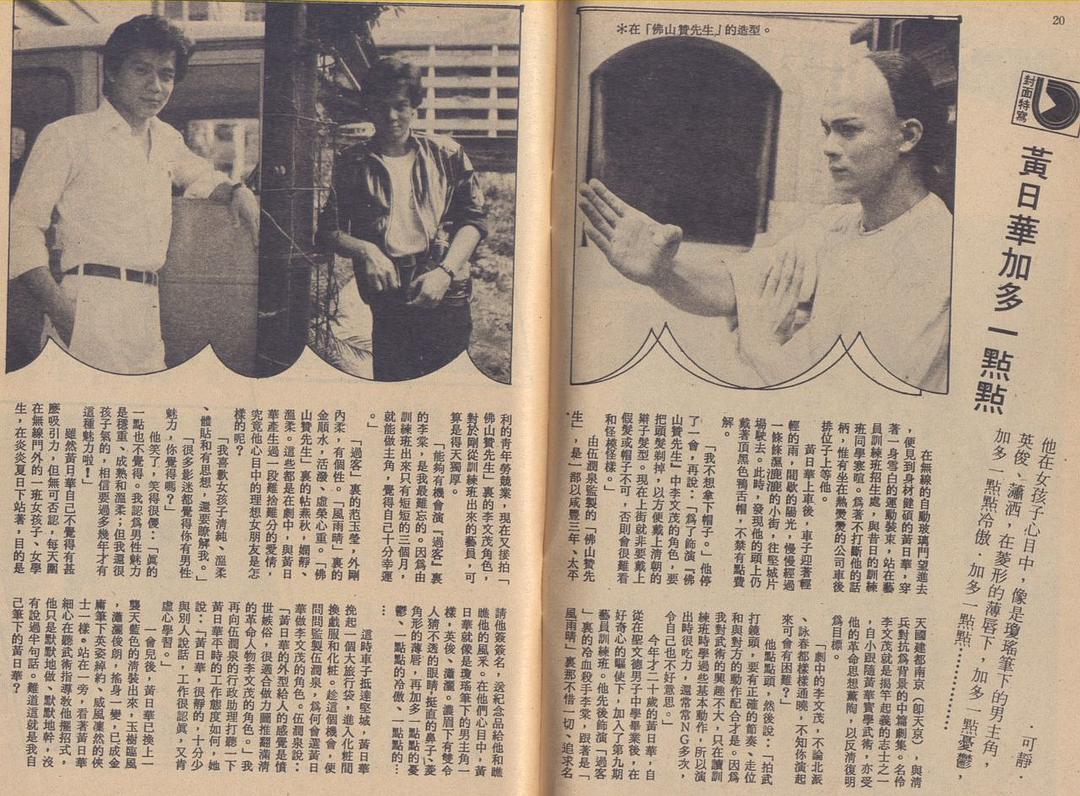 20
封面特寫
黃日華加多一點點
可靜．
他在女孩子心目中，像是瓊瑤筆下的男主角，
英俊、瀟洒，在菱形的薄唇下，加多一點憂鬱，
加多一點點冷傲．加多一點點…………
＊在「佛山贊先生」的造型。
在無線的自動玻璃門望進去
，便見到身材健碩的黃日華，穿
著一身雪白的運動裝束，坐在藝
員訓練班招生處，與昔日的訓練
班同學寒喧。爲著不打斷他的話
柄，惟有坐在熱燙燙的公司車後
排位子上等他。
黃日華上車後，車子迎著輕
輕的雨，間歇的陽光，慢慢經過
一條條濕漉漉的小街，往堅城片
場駛去。此時，發現他的頭上仍
戴著頂黑色鴨舌帽，不禁有點費
解。
「我不想拿下帽子。」他停
了一會，再說：「爲了飾演『佛
山贊先生』中李文茂的角色，要
把頭髮剃掉，以方便戴上清朝的
辮子髮型。現在上街就非要戴上
假髮或帽子不可，否則會很難看
和怪模怪樣。」
由伍潤泉監製的「佛山贊先
生」，是一部以咸豐三年、太平
天國建都南京（卽天京），與清
兵對抗爲背景的中篇劇集。名伶
李文茂就是揭竿起義的志士之一
，自小跟隨黃華寶學武術，亦受
他的革命思想薰陶，以反清復明
爲目標。
「劇中的李文茂，不論北派
、詠春都樣樣通曉，不知你演起
來可會有困難？」
他點點頭，然後說：「拍武
打鏡頭，要有正確的節奏、走位
和與對方的動作配合才是。因爲
我對武術的興趣不大，只在讀訓
練班時學過些基本動作，所以演
出時很吃力，還常常ＮＧ多次，
令自己也不好意思。」
今年才二十歲的黃日華，自
從在聖文德男子中學畢業後，在
好奇心的驅使下，加入了第九期
藝員訓練班。他先後飾演「過客
」裏的冷血殺手李棠，跟著是「
風雨晴」裏那不惜一切、追求名
利的青年勞競業，現在又接拍「
佛山贊先生」裏的李文茂角色，
對於剛從訓練班出來的藝員，可
算是得天獨厚。
「能夠有機會演「過客」裏
的李棠，是我最難忘的。因爲由
訓練班出來只有短短的三個月，
就能做主角，覺得自己十分幸運
。」
「過客」裏的范玉瑩，外剛
內柔，有個性。「風雨晴」裏的
金順水，活潑、虛榮心重。「佛
山贊先生」裏的帖燕秋，嫺靜、
溫柔。這些都是在劇中，與黃日
華產生過一段難捨難分的愛情，
究竟他心目中的理想女朋友是怎
樣的呢？
「我喜歡女孩子清純、溫柔
、體貼和有思想，還要瞭解我。」
「很多影迷都覺得你有男性
魅力，你覺得嗎？」
他笑了，笑得很優：「眞的
一點也不覺得。我認爲男性魅力
是穩重、成熟和溫柔；但我還很
孩子氣的，相信要過多幾年才有
這種魅力啦！」
雖然黃日華自己不覺得有甚
麽吸引力，但無可否認，每天圍
在無線門外的一班女孩子、女學
生，在炎炎夏日下站著，目的是
請他簽簽名，送紀念品給他和瞧
瞧他的風釆。在他們心目中，黃
日華就像是瓊瑤筆下的男主角一
樣，英俊、瀟灑。濃眉下有雙令
人猜不透的眼睛，挺直的鼻子、菱
角形的薄唇，再加一點點的憂
鬱、一點點的冷傲、一點點的…
…
這時車子抵達堅城，黃日華
挽起一個大旅行袋，進入化粧間
換戲服和化粧。趁這個機會，便
問問監製伍潤泉，爲何會選黃日
華做李文茂的角色。伍潤泉說：
「黃日華的外型給人的感覺是憤
世嫉俗，很適合做力圖推翻滿清
的革命人物李文茂的角色。」我
再向伍潤泉的行政助理打聽一下
黃日華平時的工作態度如何，她
說：「黃日華，很靜的，十分少
與別人說話，工作很認眞，又肯
虛心學習。」
一會兒後，黃日華已換上一
襲天藍色的清裝出來，玉樹臨風
，瀟灑俊朗，搖身一變，已成金
庸筆下英姿綽約、威風凜然的俠
士一樣。站在一旁，看著黃日華
細心在聽武術指導教他擺招式，
他只是默默地做、默默地幹，沒
有說過半句話。難道這就是我自
己筆下的黃日華？